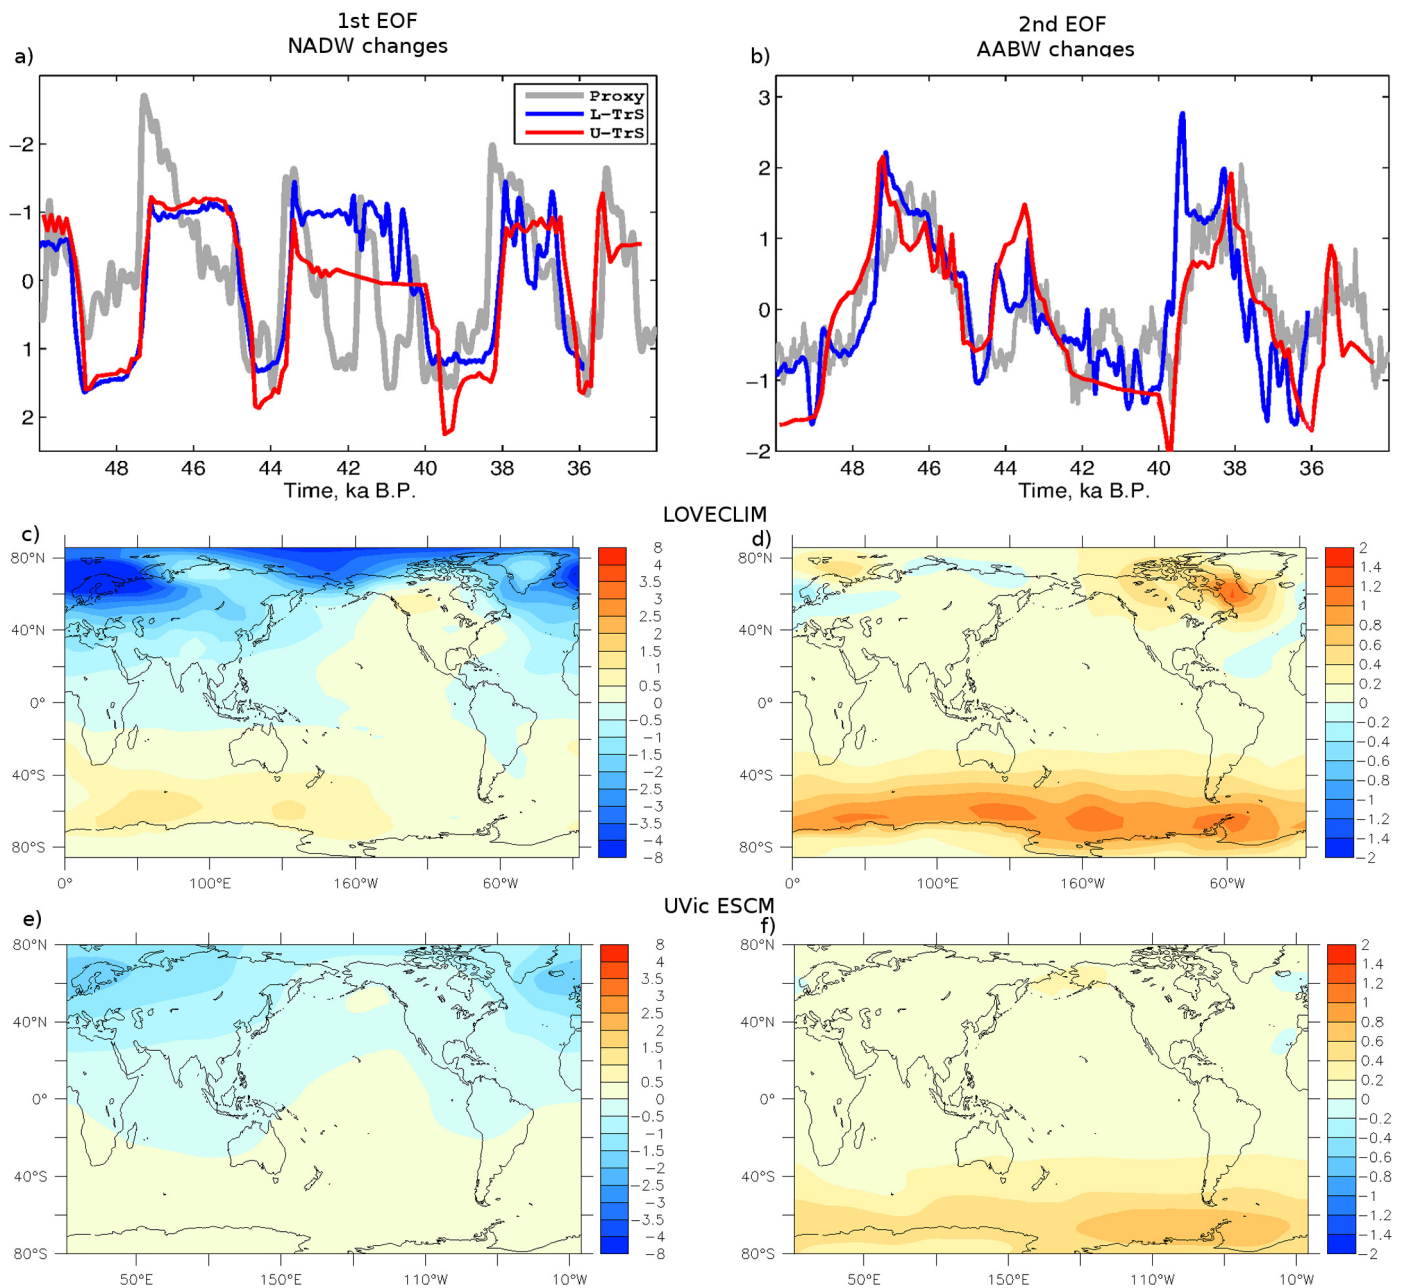 1st EOF
NADW changes
2nd EOF
AABW changes
a)
b)
Proxy
L-TrS
U-TrS
-2
-1
0
1
2
48 46 44 42 40 38 36
Time, ka B.P.
3
2
1
0
-1
-2
48 46 44 42 40 38 36
Time, ka B.P.
LOVECLIM
c)
d)
80°N
40°N
0°
40°S
80°S
0° 100°E 160°W 60°W
8
4
3.5
3
2.5
2
1.5
1
0.5
0
-0.5
-1
-1.5
-2
-2.5
-3
-3.5
-4
-8
80°N
40°N
0°
40°S
80°S
0° 100°E 160°W 60°W
2
1.4
1.2
1
0.8
0.6
0.4
0.2
0
-0.2
-0.4
-0.6
-0.8
-1
-1.2
-1.4
-2
UVic ESCM
e)
f)
80°N
40°N
0°
40°S
80°S
50°E 150°E 110°W 10°W
8
4
3.5
3
2.5
2
1.5
1
0.5
0
-0.5
-1
-1.5
-2
-2.5
-3
-3.5
-4
-8
80°N
40°N
0°
40°S
80°S
50°E 150°E 110°W 10°W
2
1.4
1.2
1
0.8
0.6
0.4
0.2
0
-0.2
-0.4
-0.6
-0.8
-1
-1.2
-1.4
-2